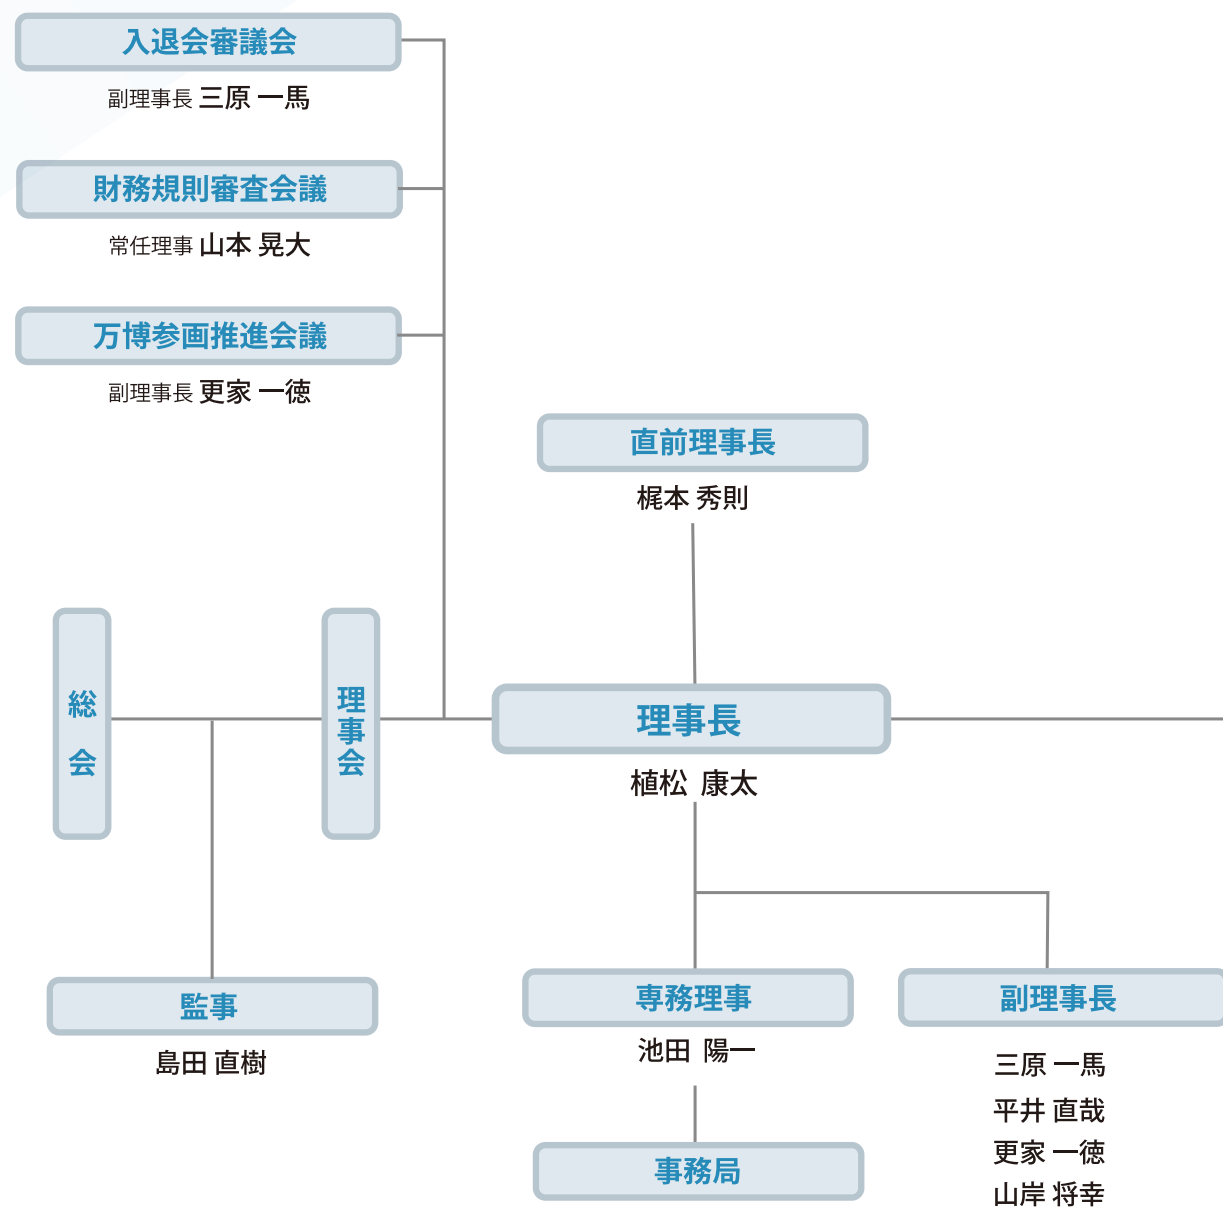 入退会審議会
副理事長 三原 一馬
財務規則審査会議
常任理事 山本 晃大
万博参画推進会議
副理事長 更家 一徳
直前理事長
梶本 秀則
総会
理事会
理事長
植松 康太
監事
島田 直樹
専務理事
池田 陽一
事務局
副理事長
三原 一馬
平井 直哉
更家 一徳
山岸 将幸